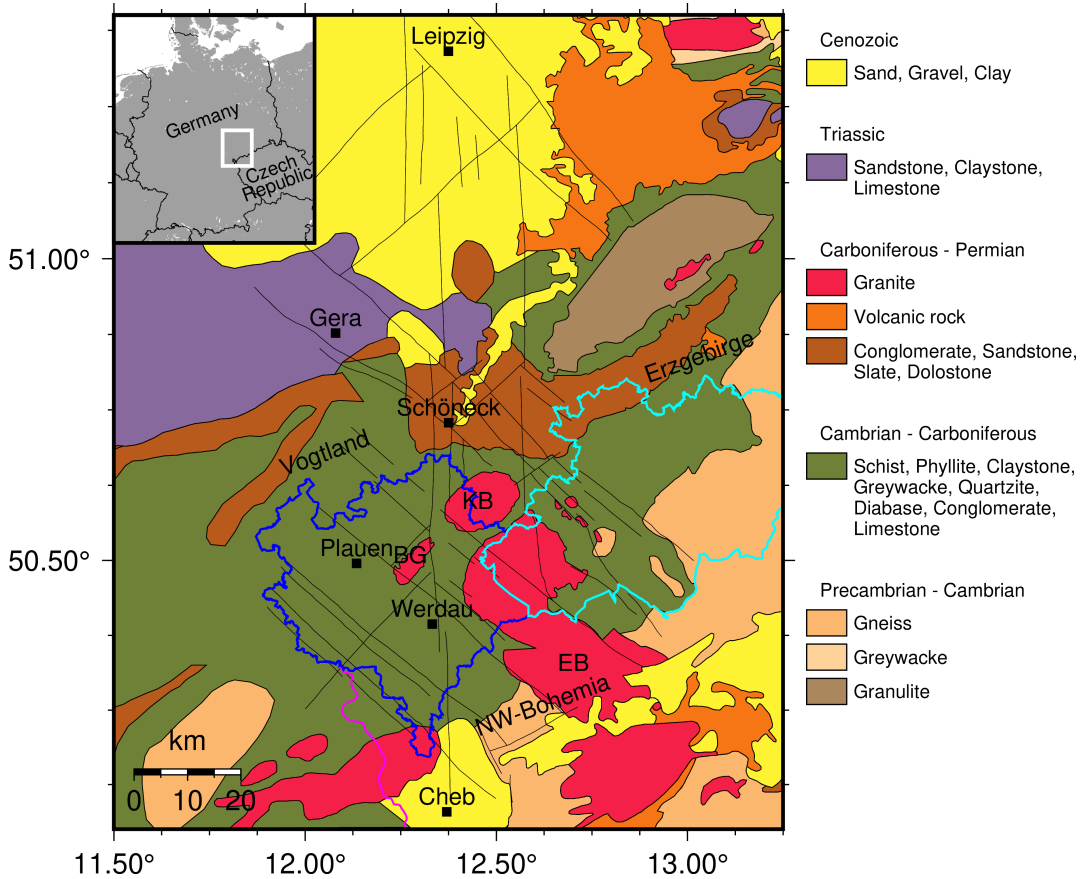 Leipzig
Germany
Czech
Republic
51.00°
Gera
Erzgebirge
Schöneck
Vogtland
KB
50.50°
Plauen
BG
Werdau
EB
NW-Bohemia
km
0 10 20
Cheb
11.50° 12.00° 12.50° 13.00°
Cenozoic
Sand, Gravel, Clay
Triassic
Sandstone, Claystone,
Limestone
Carboniferous - Permian
Granite
Volcanic rock
Conglomerate, Sandstone,
Slate, Dolostone
Cambrian - Carboniferous
Schist, Phyllite, Claystone,
Greywacke, Quartzite,
Diabase, Conglomerate,
Limestone
Precambrian - Cambrian
Gneiss
Greywacke
Granulite